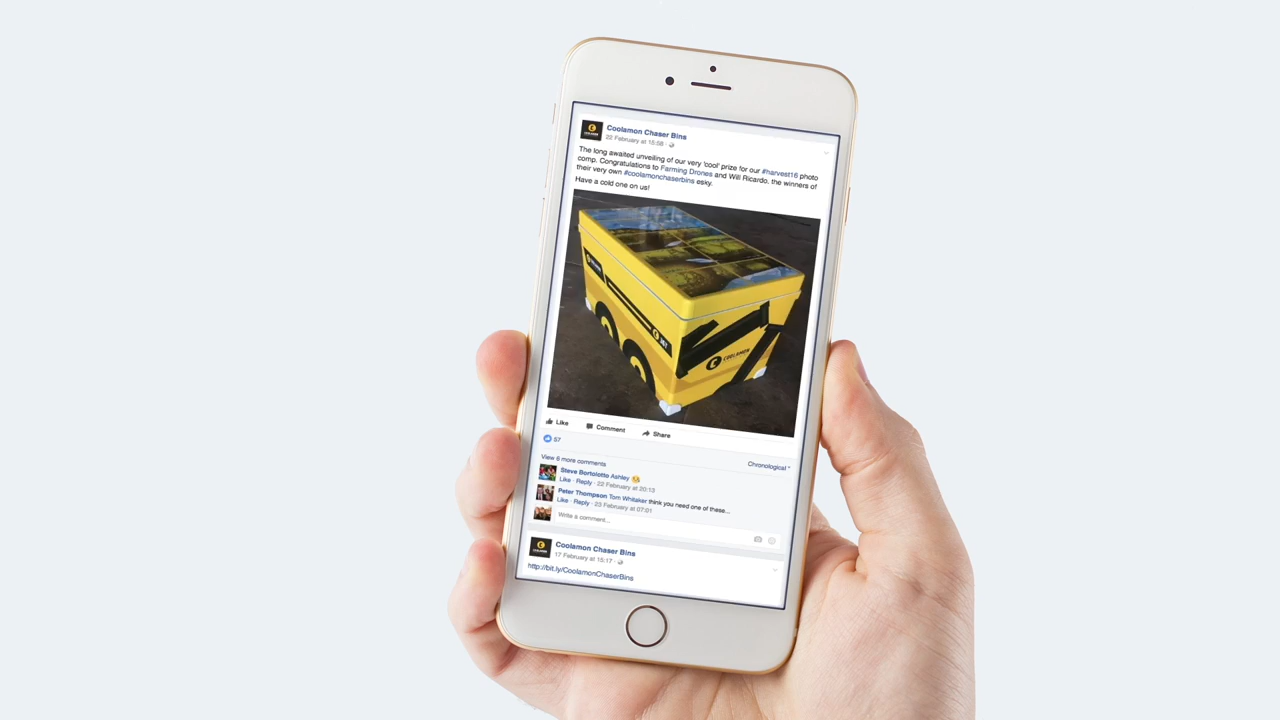 Coolamon Chaser Bins
22 February at 15:58 ·
The long awaited unveiling of our very 'cool' prize for our #harvest16 photo
comp. Congratulations to Farming Drones and Will Ricardo, the winners of
their very own #coolamonchaserbins esky.
Have a cold one on us!
COOLAMON
Like Comment Share
57
View 6 more comments Chronological
Steve Bortolotto Ashley
Like · Reply · 22 February at 20:13
Peter Thompson Tom Whitaker think you need one of these...
Like · Reply · 23 February at 07:01
Write a comment...
Coolamon Chaser Bins
17 February at 15:17 ·
http://bit.ly/CoolamonChaserBins